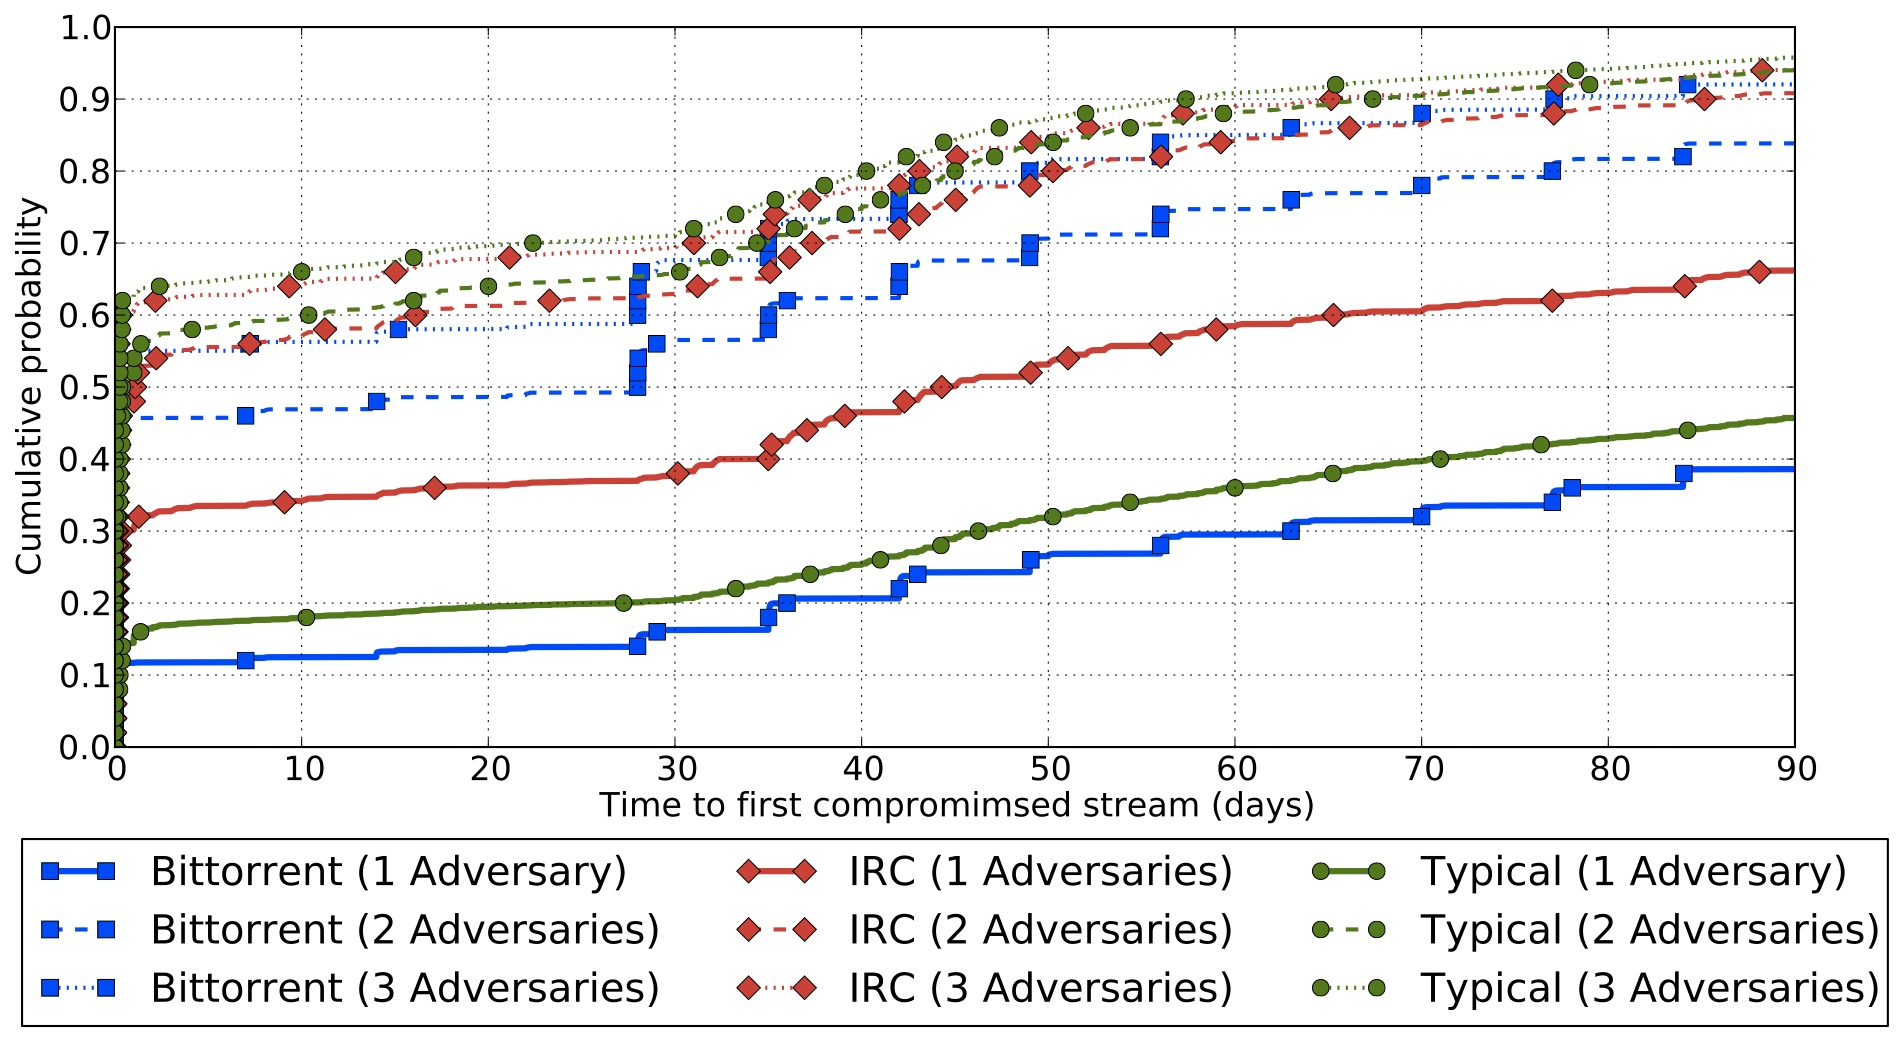 1.0
0.9
0.8
0.7
0.6
0.5
0.4
0.3
0.2
0.1
0.0
Cumulative probability
0 10 20 30 40 50 60 70 80 90
Time to first compromimsed stream (days)
Bittorrent (1 Adversary) IRC (1 Adversaries) Typical (1 Adversary)
Bittorrent (2 Adversaries) IRC (2 Adversaries) Typical (2 Adversaries)
Bittorrent (3 Adversaries) IRC (3 Adversaries) Typical (3 Adversaries)